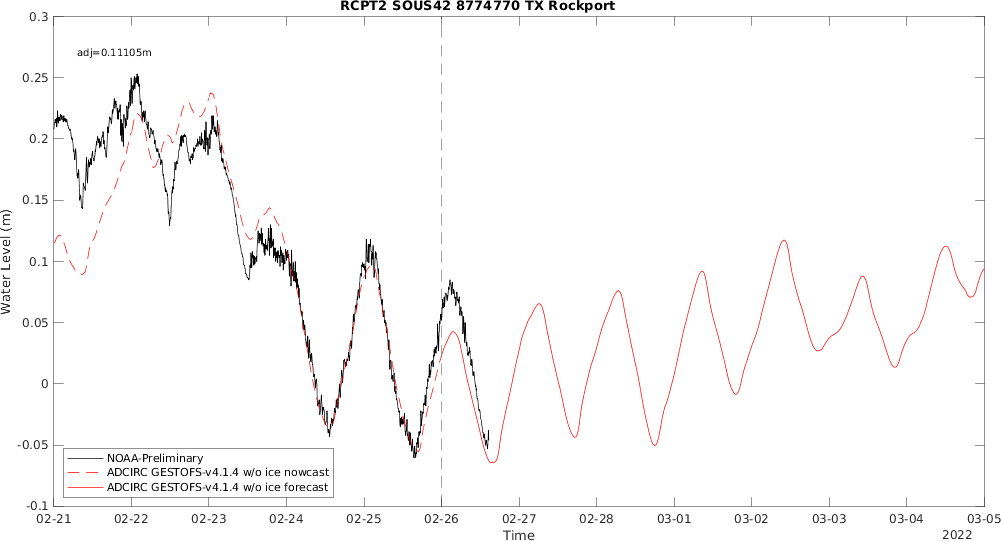 RCPT2 SOUS42 8774770 TX Rockport
adj=0.11105m
0.3
0.25
0.2
0.15
0.1
0.05
0
-0.05
-0.1
Water Level (m)
NOAA-Preliminary
ADCIRC GESTOFS-v4.1.4 w/o ice nowcast
ADCIRC GESTOFS-v4.1.4 w/o ice forecast
02-21 02-22 02-23 02-24 02-25 02-26 02-27 02-28 03-01 03-02 03-03 03-04 03-05
Time
2022